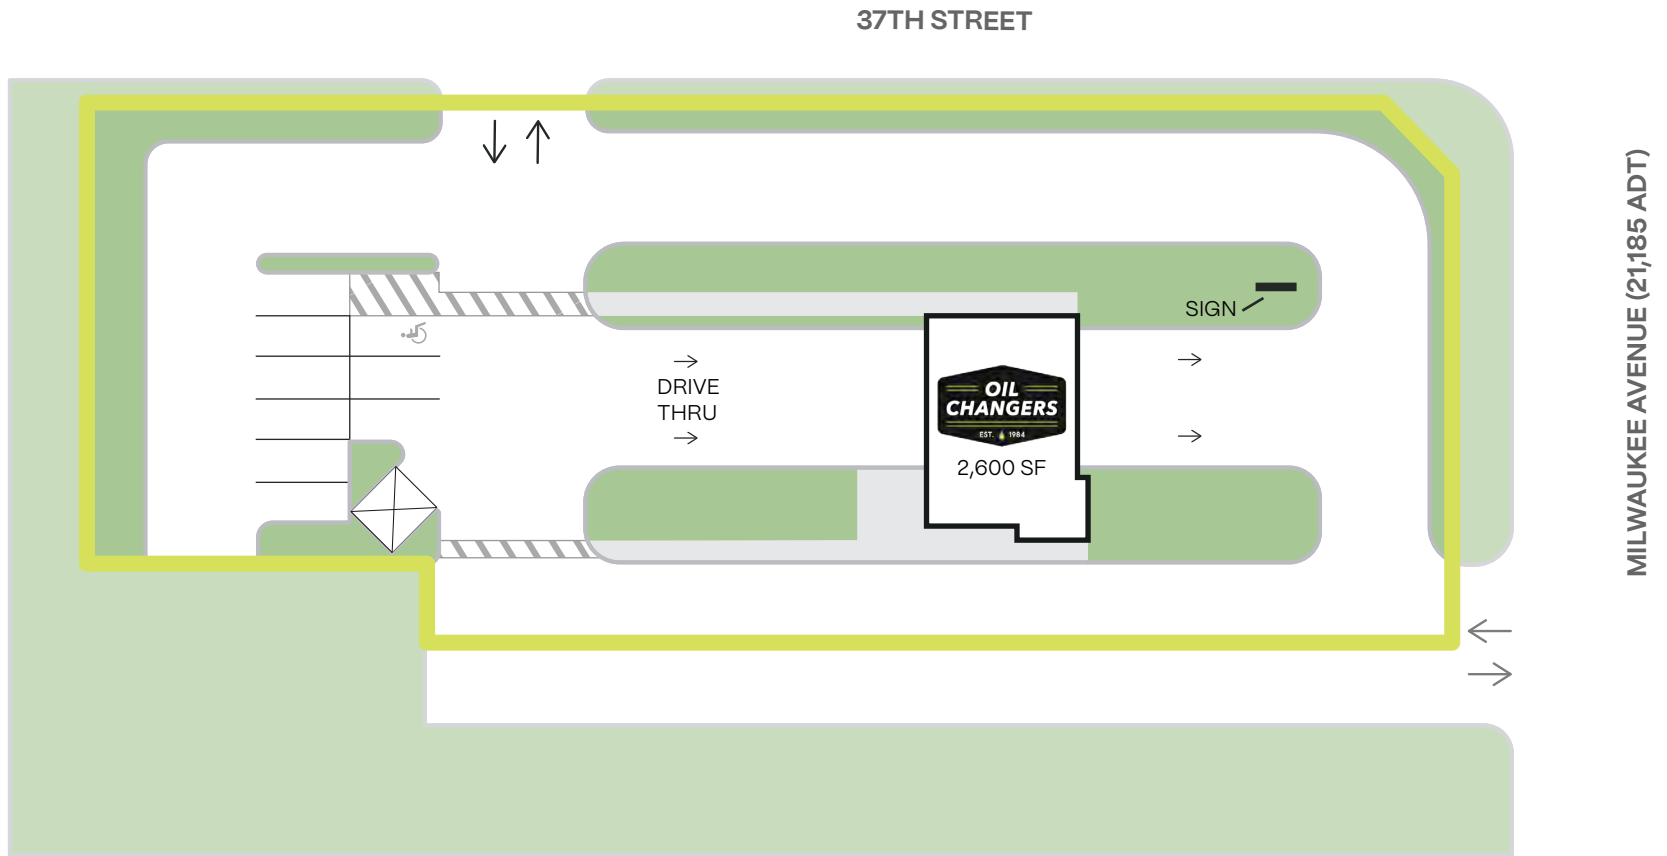 37TH STREET
MILWAUKEE AVENUE (21,185 ADT)
SIGN
DRIVE
THRU
OIL
CHANGERS
EST. 1984
2,600 SF